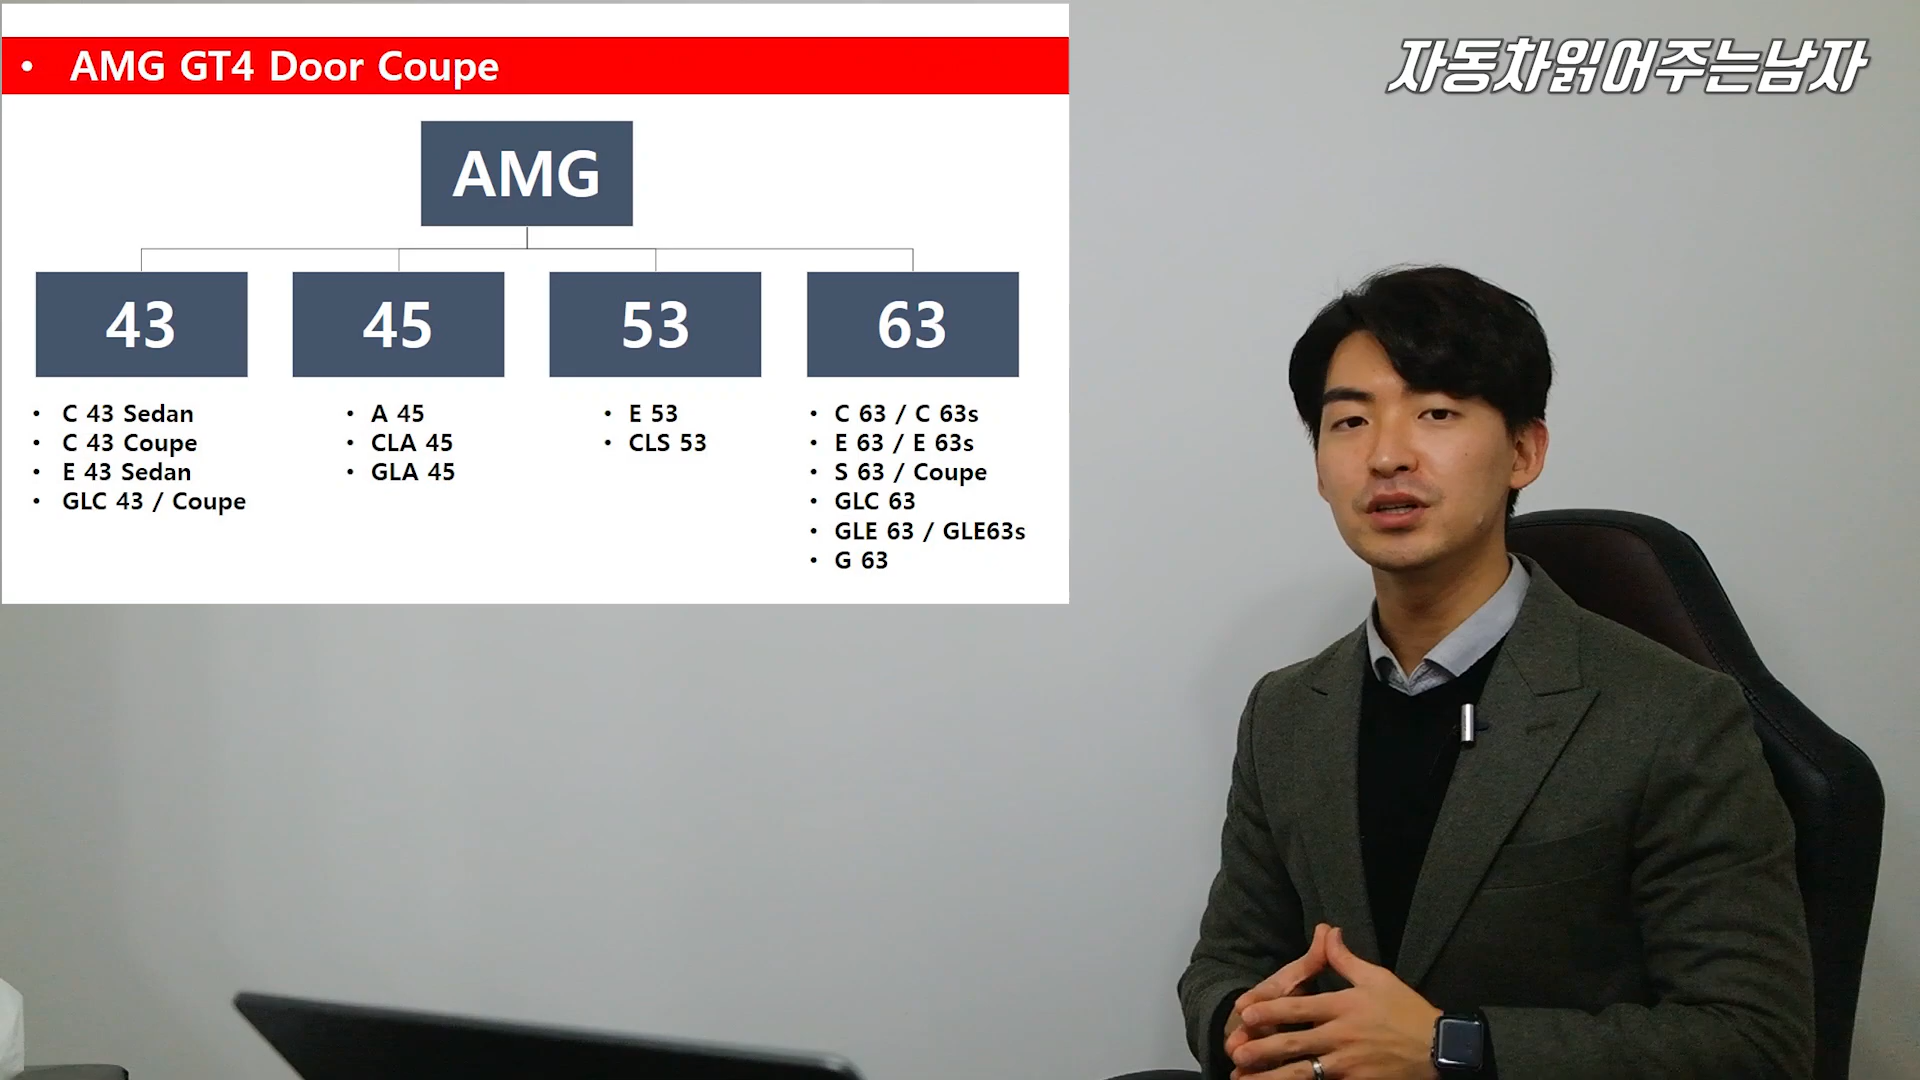 • AMG GT4 Door Coupe
자동차읽어주는남자
AMG
43
45
53
63
• C 43 Sedan
• C 43 Coupe
• E 43 Sedan
• GLC 43 / Coupe
• A 45
• CLA 45
• GLA 45
• E 53
• CLS 53
• C 63 / C 63s
• E 63 / E 63s
• S 63 / Coupe
• GLC 63
• GLE 63 / GLE63s
• G 63